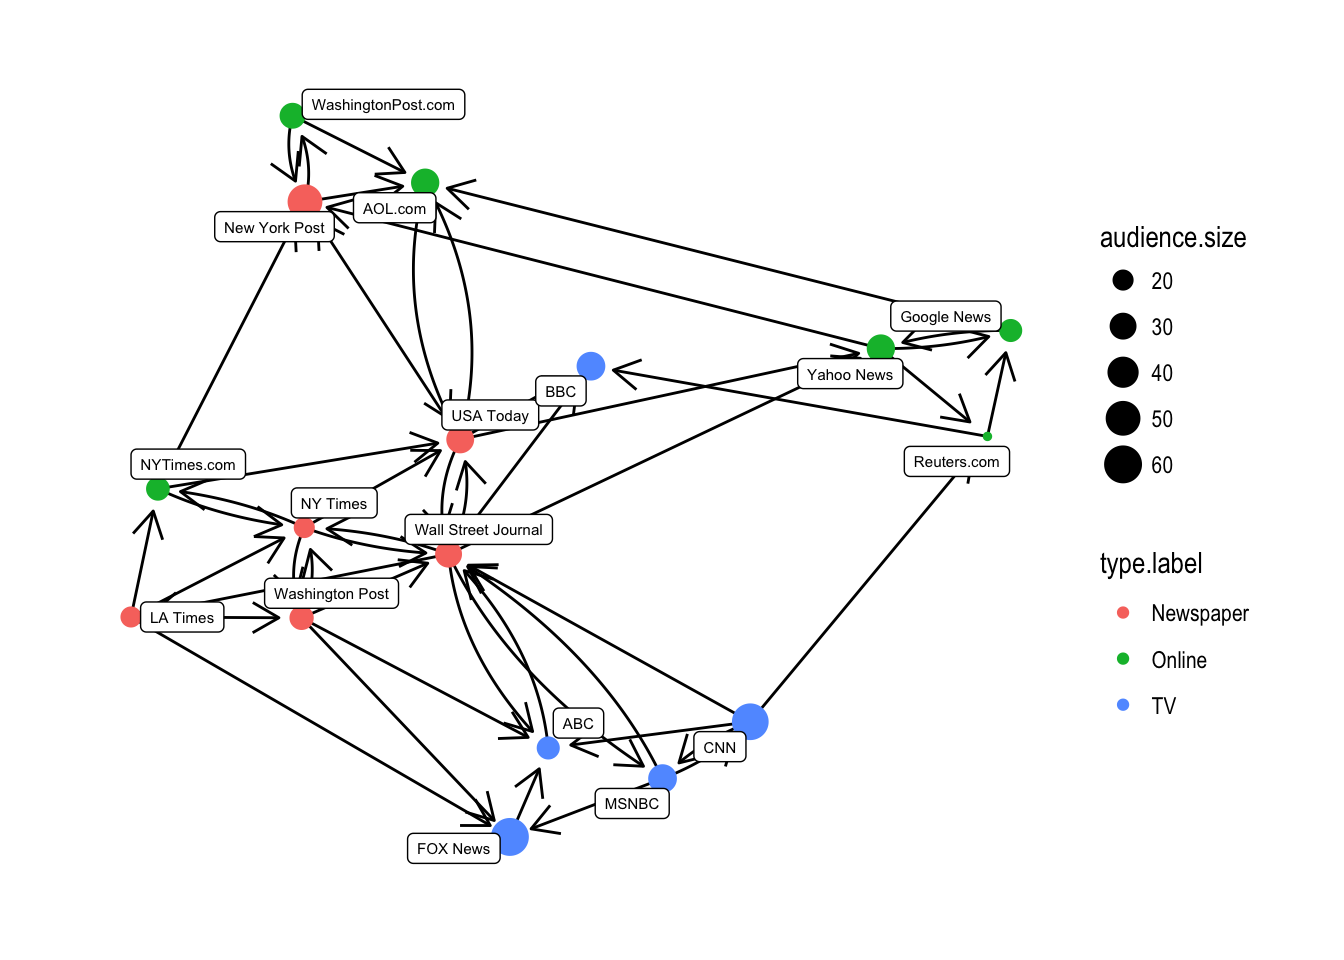 WashingtonPost.com
AOL.com
New York Post
audience.size
20
30
40
50
60
Google News
Yahoo News
BBC
USA Today
NYTimes.com
Reuters.com
NY Times
Wall Street Journal
type.label
Newspaper
Online
TV
Washington Post
LA Times
ABC
CNN
MSNBC
FOX News